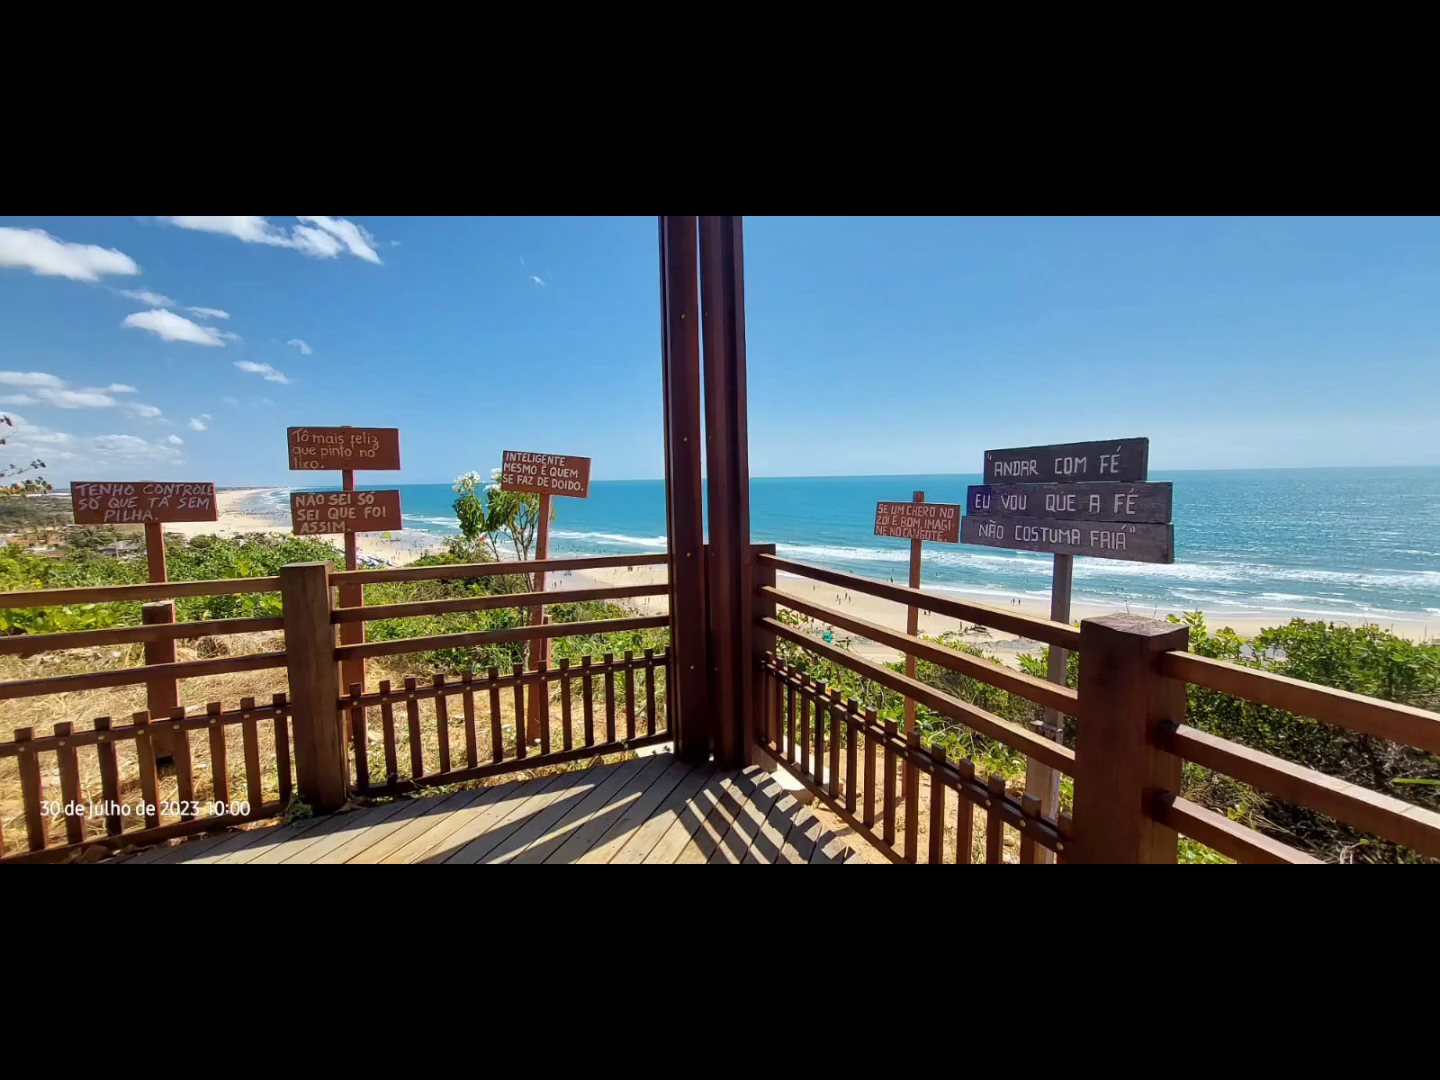 Tô mais feliz
que pinto no
lixo.
TENHO CONTROLE
SÓ QUE TÁ SEM
PILHA.
NÃO SEI SÓ
SEI QUE FOI
ASSIM.
INTELIGENTE
MESMO É QUEM
SE FAZ DE DOIDO.
SE UM CHERO NO
ZOI É BOM, IMAGI
NE NO CANGOTE.
"ANDAR COM FÉ
EU VOU QUE A FÉ
NÃO COSTUMA FAIÁ"
30 de julho de 2023 10:00